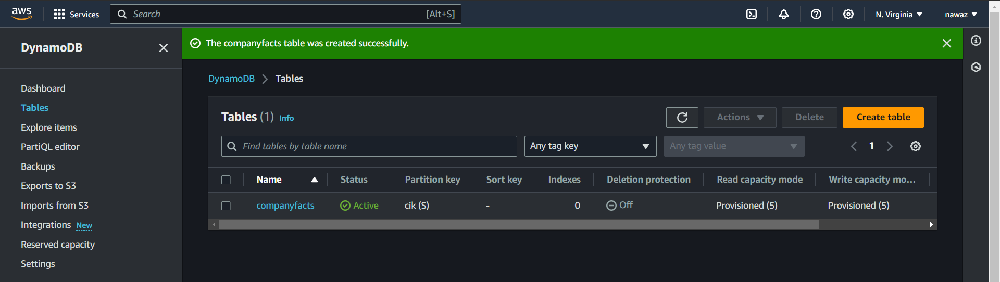 aws
Services
Search
[Alt+S]
N. Virginia
nawaz
DynamoDB
The companyfacts table was created successfully.
Dashboard
Tables
Explore items
PartiQL editor
Backups
Exports to S3
Imports from S3
Integrations New
Reserved capacity
Settings
DynamoDB Tables
Tables (1) Info
Actions
Delete
Create table
Find tables by table name
Any tag key
Any tag value
1
Name Status Partition key Sort key Indexes Deletion protection Read capacity mode Write capacity mo...
companyfacts Active cik (S) - 0 Off Provisioned (5) Provisioned (5)